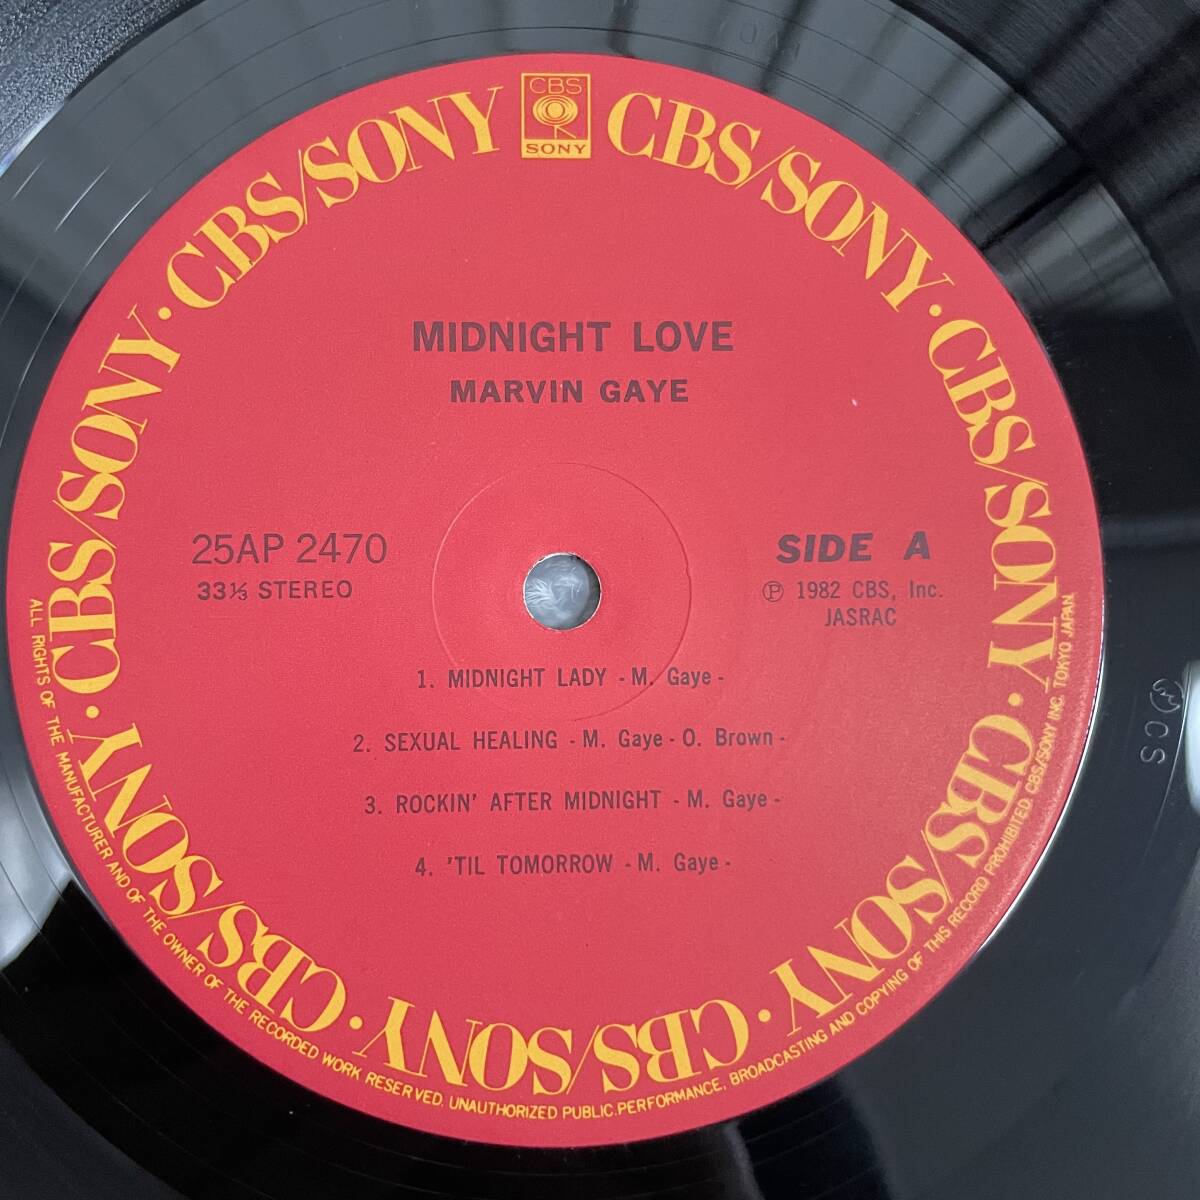 CBS
SONY
CBS/SONY · CBS/SONY · CBS/SONY · CBS/SONY · CBS/SONY · CBS/SONY · CBS/SONY · CBS/SONY
MIDNIGHT LOVE
MARVIN GAYE
25AP 2470
33⅓ STEREO
SIDE A
Ⓟ 1982 CBS, Inc.
JASRAC
1. MIDNIGHT LADY - M. Gaye -
2. SEXUAL HEALING - M. Gaye - O. Brown -
3. ROCKIN' AFTER MIDNIGHT - M. Gaye -
4. 'TIL TOMORROW - M. Gaye -
ALL RIGHTS OF THE MANUFACTURER AND OF THE OWNER OF THE RECORDED WORK RESERVED. UNAUTHORIZED PUBLIC PERFORMANCE, BROADCASTING AND COPYING OF THIS RECORD PROHIBITED. CBS/SONY INC. TOKYO JAPAN.
CS